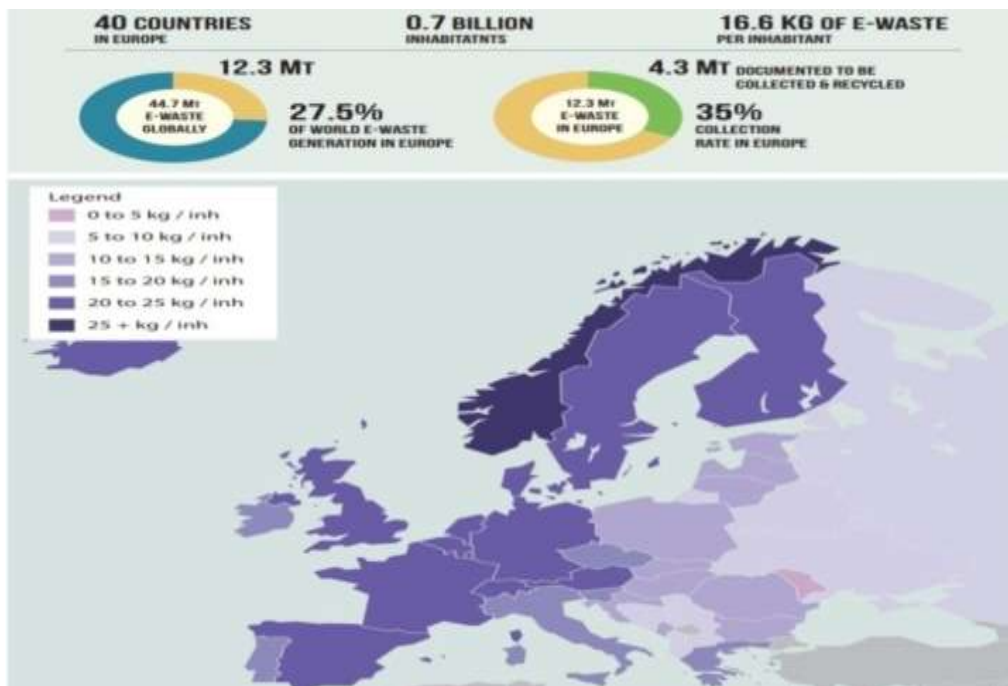 40 COUNTRIES
IN EUROPE
0.7 BILLION
INHABITATNTS
16.6 KG OF E-WASTE
PER INHABITANT
12.3 MT
44.7 MT
E-WASTE
GLOBALLY
27.5%
OF WORLD E-WASTE
GENERATION IN EUROPE
4.3 MT DOCUMENTED TO BE
COLLECTED & RECYCLED
12.3 MT
E-WASTE
IN EUROPE
35%
COLLECTION
RATE IN EUROPE
Legend
0 to 5 kg / inh
5 to 10 kg / inh
10 to 15 kg / inh
15 to 20 kg / inh
20 to 25 kg / inh
25 + kg / inh